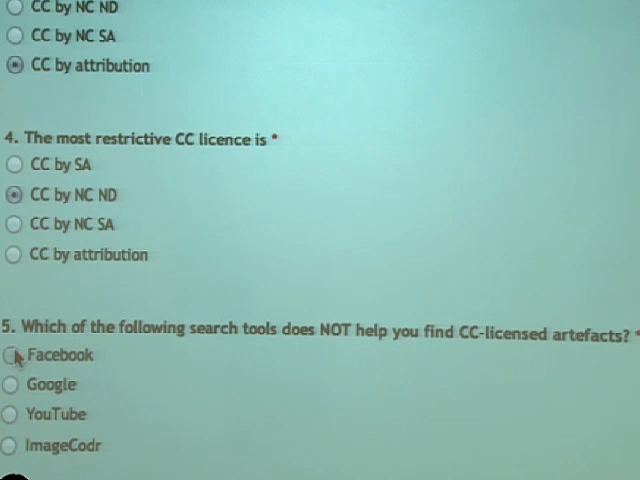 CC by NC ND
CC by NC SA
CC by attribution
4. The most restrictive CC licence is *
CC by SA
CC by NC ND
CC by NC SA
CC by attribution
5. Which of the following search tools does NOT help you find CC-licensed artefacts? *
Facebook
Google
YouTube
ImageCodr